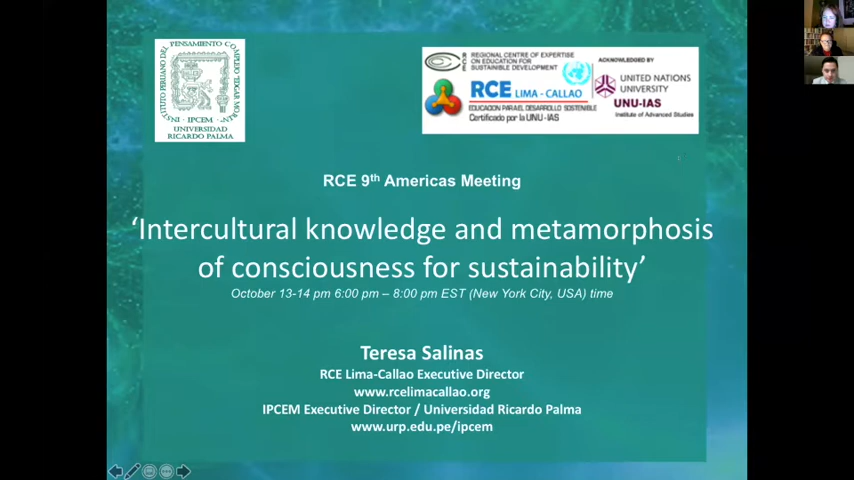 INSTITUTO PERUANO DEL PENSAMIENTO COMPLEJO EDGAR MORIN
IPCEM
UNIVERSIDAD
RICARDO PALMA
RCE
REGIONAL CENTRE OF EXPERTISE
ON EDUCATION FOR
SUSTAINABLE DEVELOPMENT
RCE LIMA - CALLAO
EDUCACION PARA EL DESARROLLO SOSTENIBLE
Certificado por la UNU - IAS
ACKNOWLEDGED BY
UNITED NATIONS
UNIVERSITY
UNU-IAS
Institute of Advanced Studies
RCE 9th Americas Meeting
‘Intercultural knowledge and metamorphosis
of consciousness for sustainability’
October 13-14 pm 6:00 pm – 8:00 pm EST (New York City, USA) time
Teresa Salinas
RCE Lima-Callao Executive Director
www.rcelimacallao.org
IPCEM Executive Director / Universidad Ricardo Palma
www.urp.edu.pe/ipcem